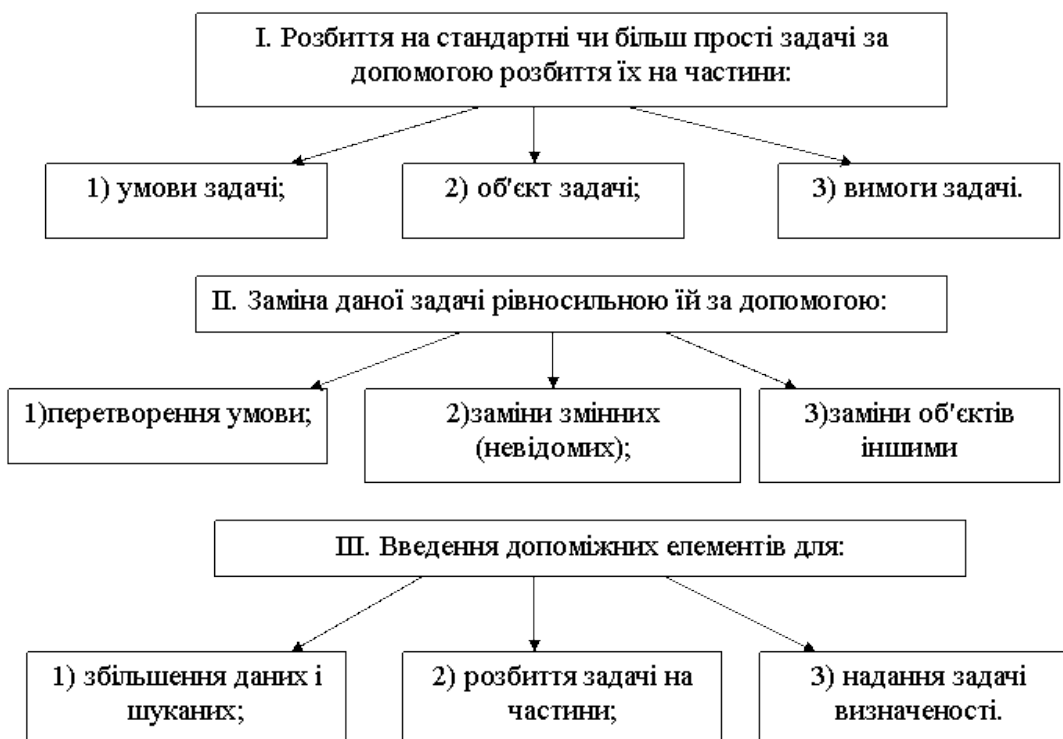 І. Розбиття на стандартні чи більш прості задачі за
допомогою розбиття їх на частини:
1) умови задачі;
2) об'єкт задачі;
3) вимоги задачі.
ІІ. Заміна даної задачі рівносильною їй за допомогою:
1)перетворення умови;
2)заміни змінних
(невідомих);
3)заміни об'єктів
іншими
ІІІ. Введення допоміжних елементів для:
1) збільшення даних і
шуканих;
2) розбиття задачі на
частини;
3) надання задачі
визначеності.